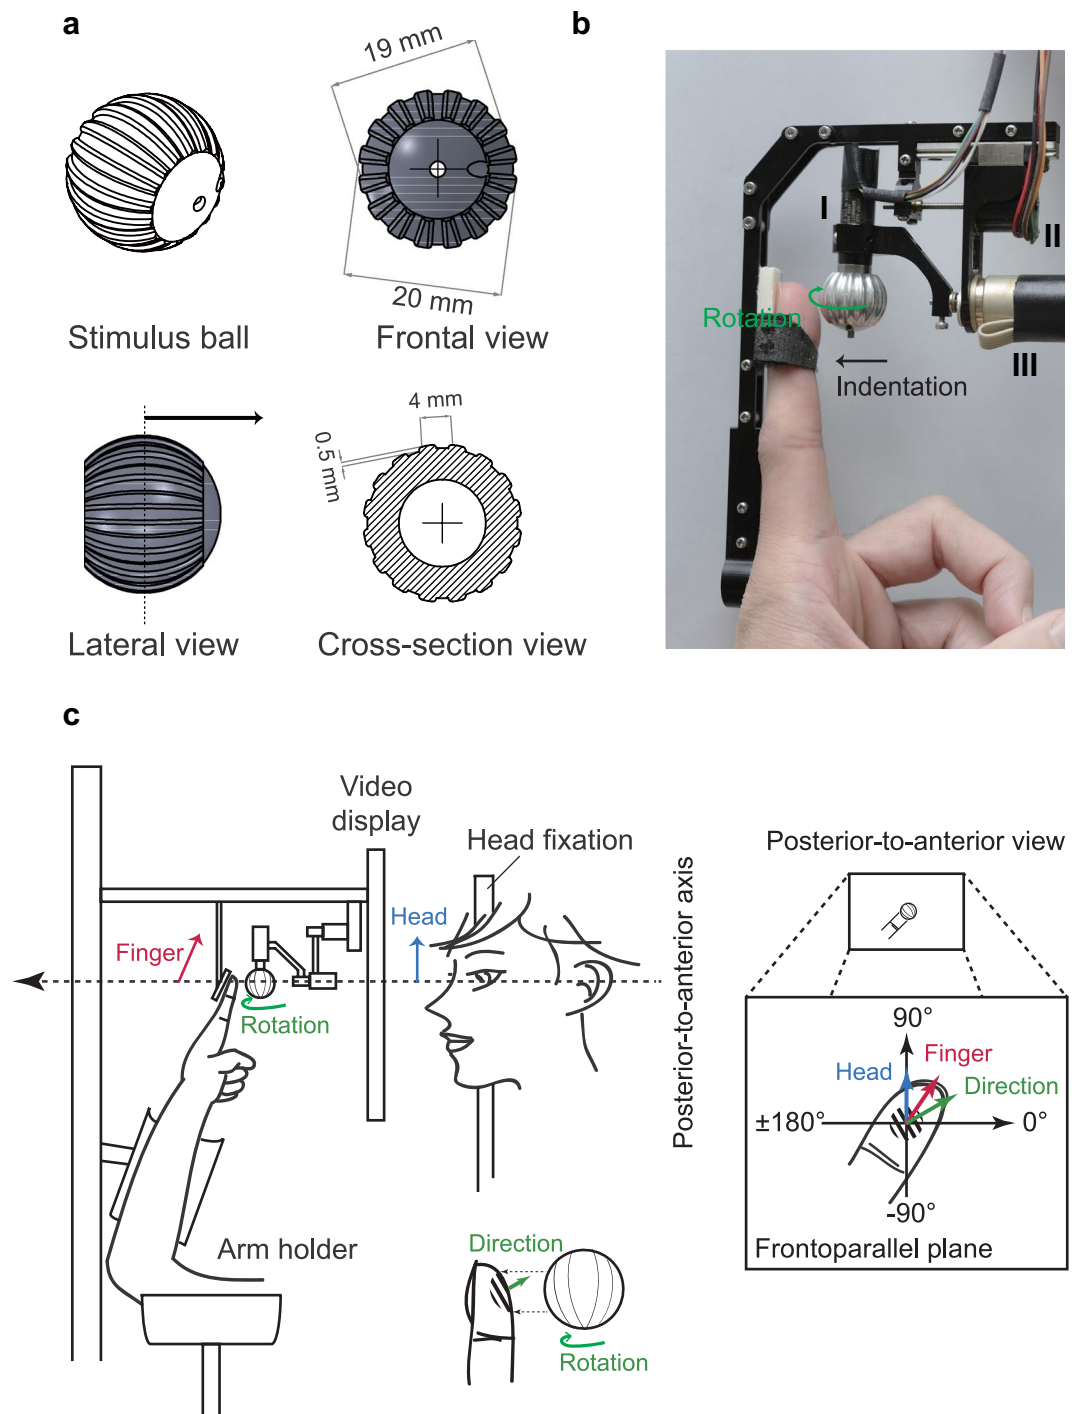 a
19 mm
20 mm
Stimulus ball
Frontal view
4 mm
0.5 mm
Lateral view
Cross-section view
b
I
II
III
Rotation
Indentation
c
Video
display
Head fixation
Head
Finger
Rotation
Arm holder
Direction
Rotation
Posterior-to-anterior axis
Posterior-to-anterior view
90°
Finger
Head
Direction
±180°
0°
-90°
Frontoparallel plane